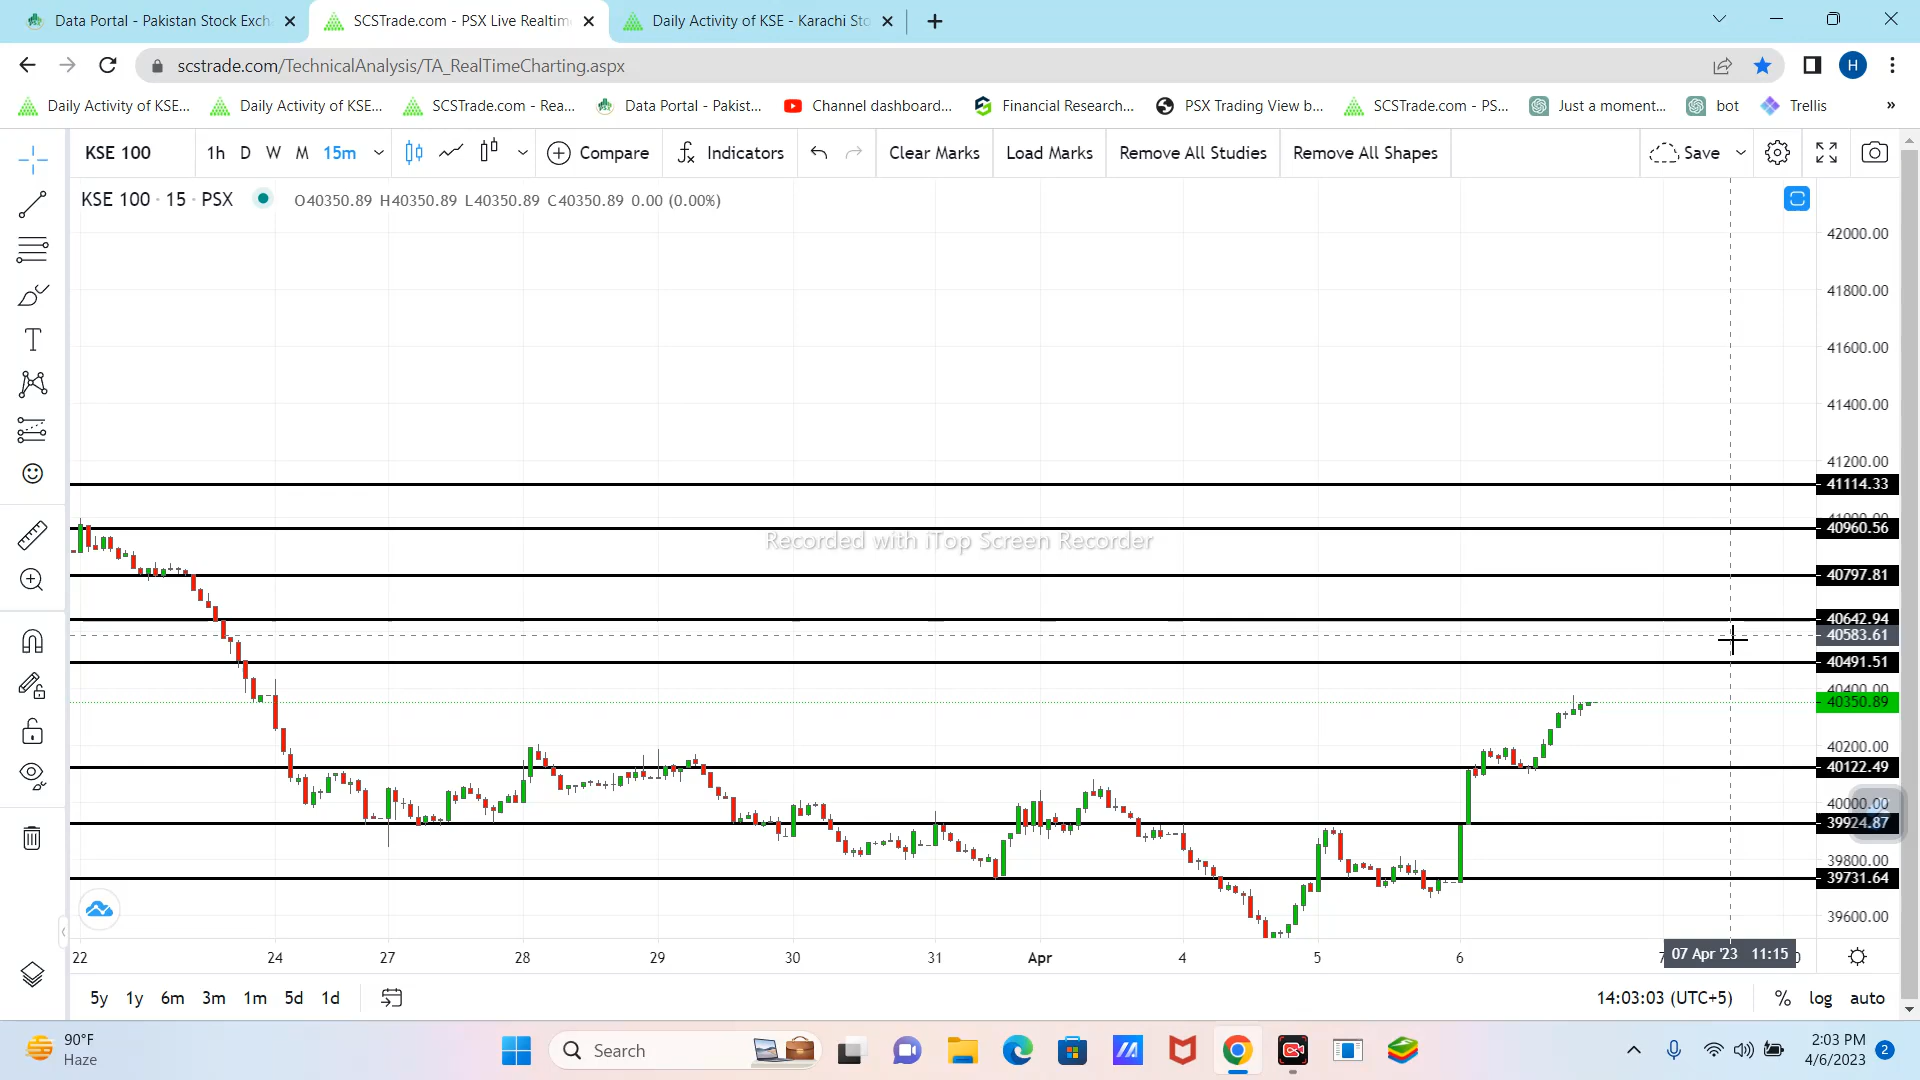 Data Portal - Pakistan Stock Exch
SCSTrade.com - PSX Live Realtim
Daily Activity of KSE - Karachi Sto
scstrade.com/TechnicalAnalysis/TA_RealTimeCharting.aspx
H
Daily Activity of KSE...
Daily Activity of KSE...
SCSTrade.com - Rea...
Data Portal - Pakist...
Channel dashboard...
Financial Research...
PSX Trading View b...
SCSTrade.com - PS...
Just a moment...
bot
Trellis
»
KSE 100
1h D W M 15m
Compare
Indicators
Clear Marks
Load Marks
Remove All Studies
Remove All Shapes
Save
KSE 100 · 15 · PSX
O40350.89 H40350.89 L40350.89 C40350.89 0.00 (0.00%)
42000.00
41800.00
41600.00
41400.00
41200.00
41114.33
40960.56
Recorded with iTop Screen Recorder
40797.81
40642.94
40583.61
40491.51
40400.00
40350.89
40200.00
40122.49
40000.00
39924.87
39800.00
39731.64
39600.00
22 24 27 28 29 30 31 Apr 4 5 6
07 Apr '23 11:15
5y 1y 6m 3m 1m 5d 1d
14:03:03 (UTC+5)
% log auto
90°F
Haze
Search
2:03 PM
4/6/2023
2